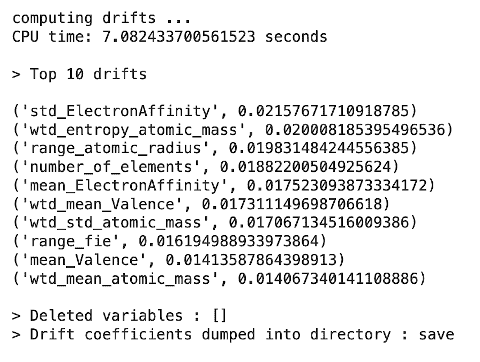 computing drifts ...
CPU time: 7.082433700561523 seconds
> Top 10 drifts
('std_ElectronAffinity', 0.02157671710918785)
('wtd_entropy_atomic_mass', 0.020008185395496536)
('range_atomic_radius', 0.019831484244556385)
('number_of_elements', 0.01882200504925624)
('mean_ElectronAffinity', 0.017523093873334172)
('wtd_mean_Valence', 0.017311149698706618)
('wtd_std_atomic_mass', 0.017067134516009386)
('range_fie', 0.016194988933973864)
('mean_Valence', 0.01413587864398913)
('wtd_mean_atomic_mass', 0.014067340141108886)
> Deleted variables : []
> Drift coefficients dumped into directory : save